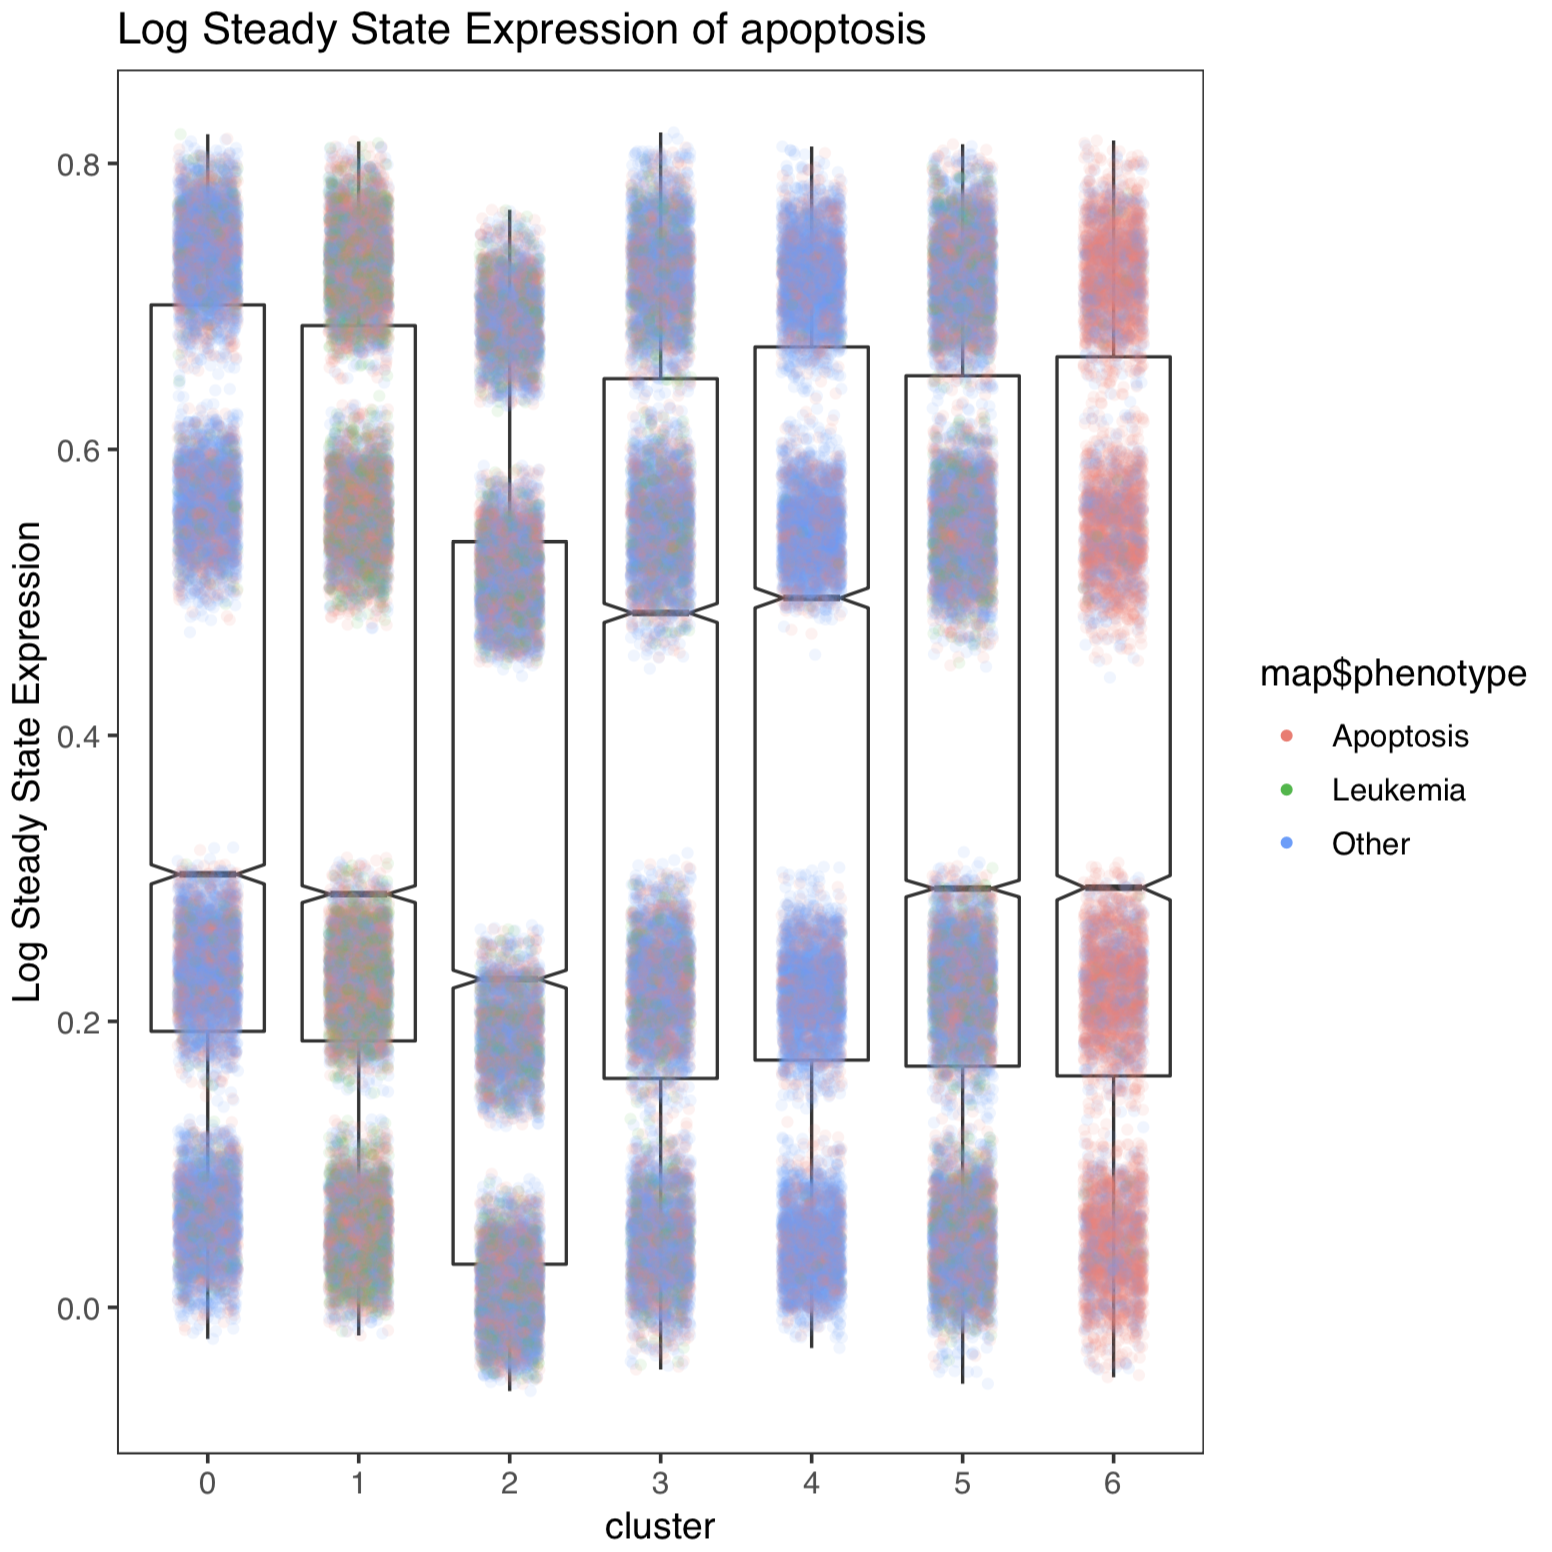 Log Steady State Expression of apoptosis
Log Steady State Expression
0.8
0.6
0.4
0.2
0.0
0 1 2 3 4 5 6
cluster
map$phenotype
Apoptosis
Leukemia
Other